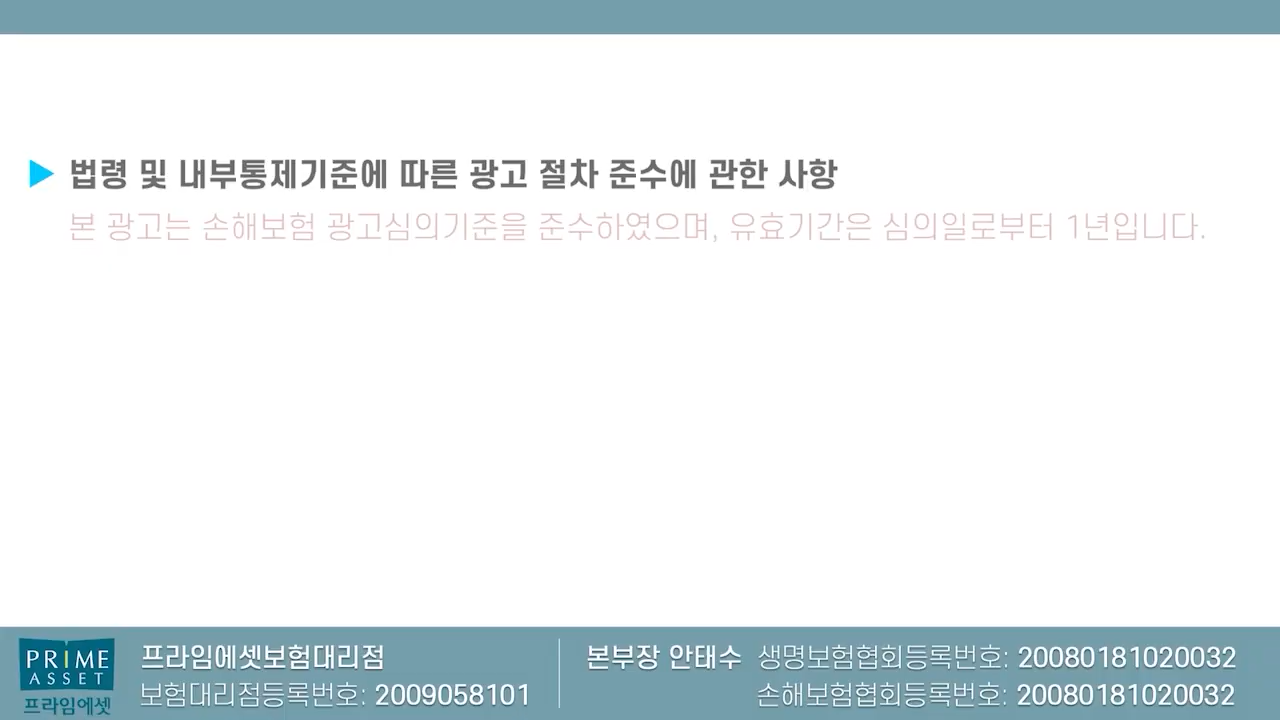 ▶ 법령 및 내부통제기준에 따른 광고 절차 준수에 관한 사항
본 광고는 손해보험 광고심의기준을 준수하였으며, 유효기간은 심의일로부터 1년입니다.
PRIME
ASSET
프라임에셋
프라임에셋보험대리점
보험대리점등록번호: 2009058101
본부장 안태수 생명보험협회등록번호: 20080181020032
손해보험협회등록번호: 20080181020032